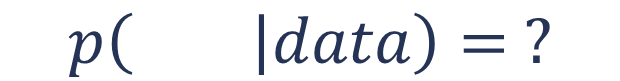 p(      |data) = ?